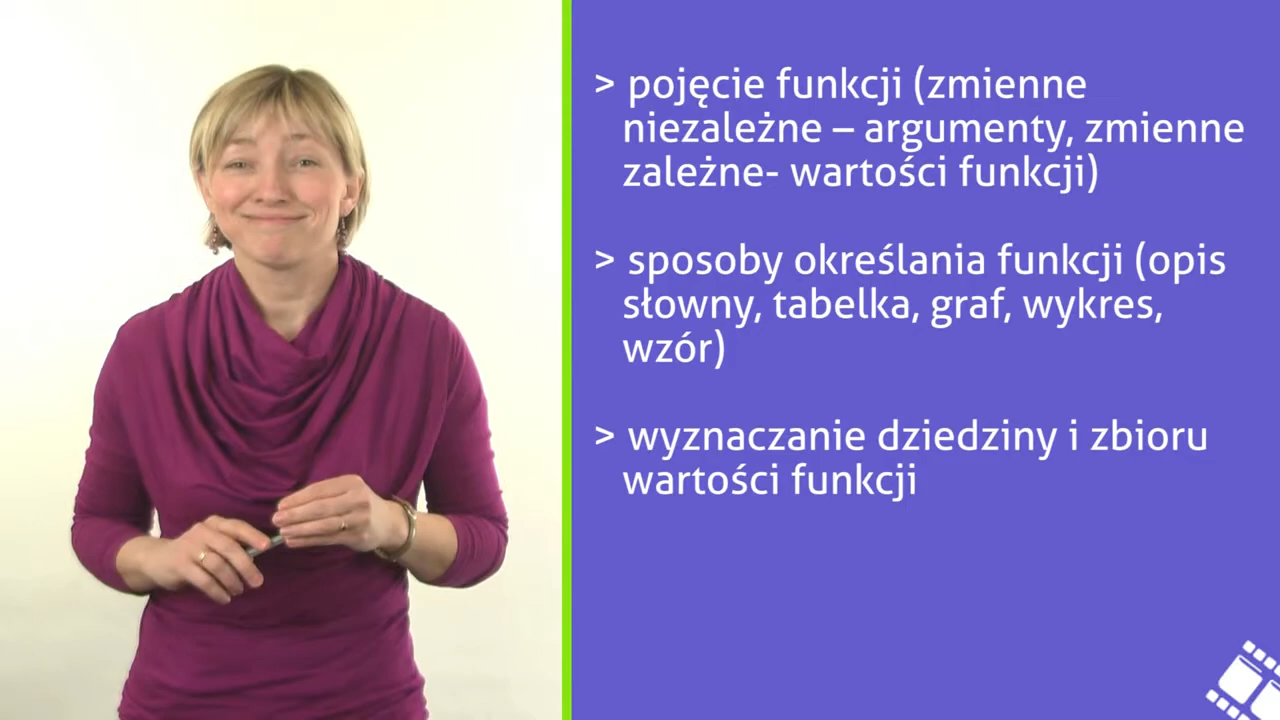 > pojęcie funkcji (zmienne
niezależne – argumenty, zmienne
zależne- wartości funkcji)
> sposoby określania funkcji (opis
słowny, tabelka, graf, wykres,
wzór)
> wyznaczanie dziedziny i zbioru
wartości funkcji